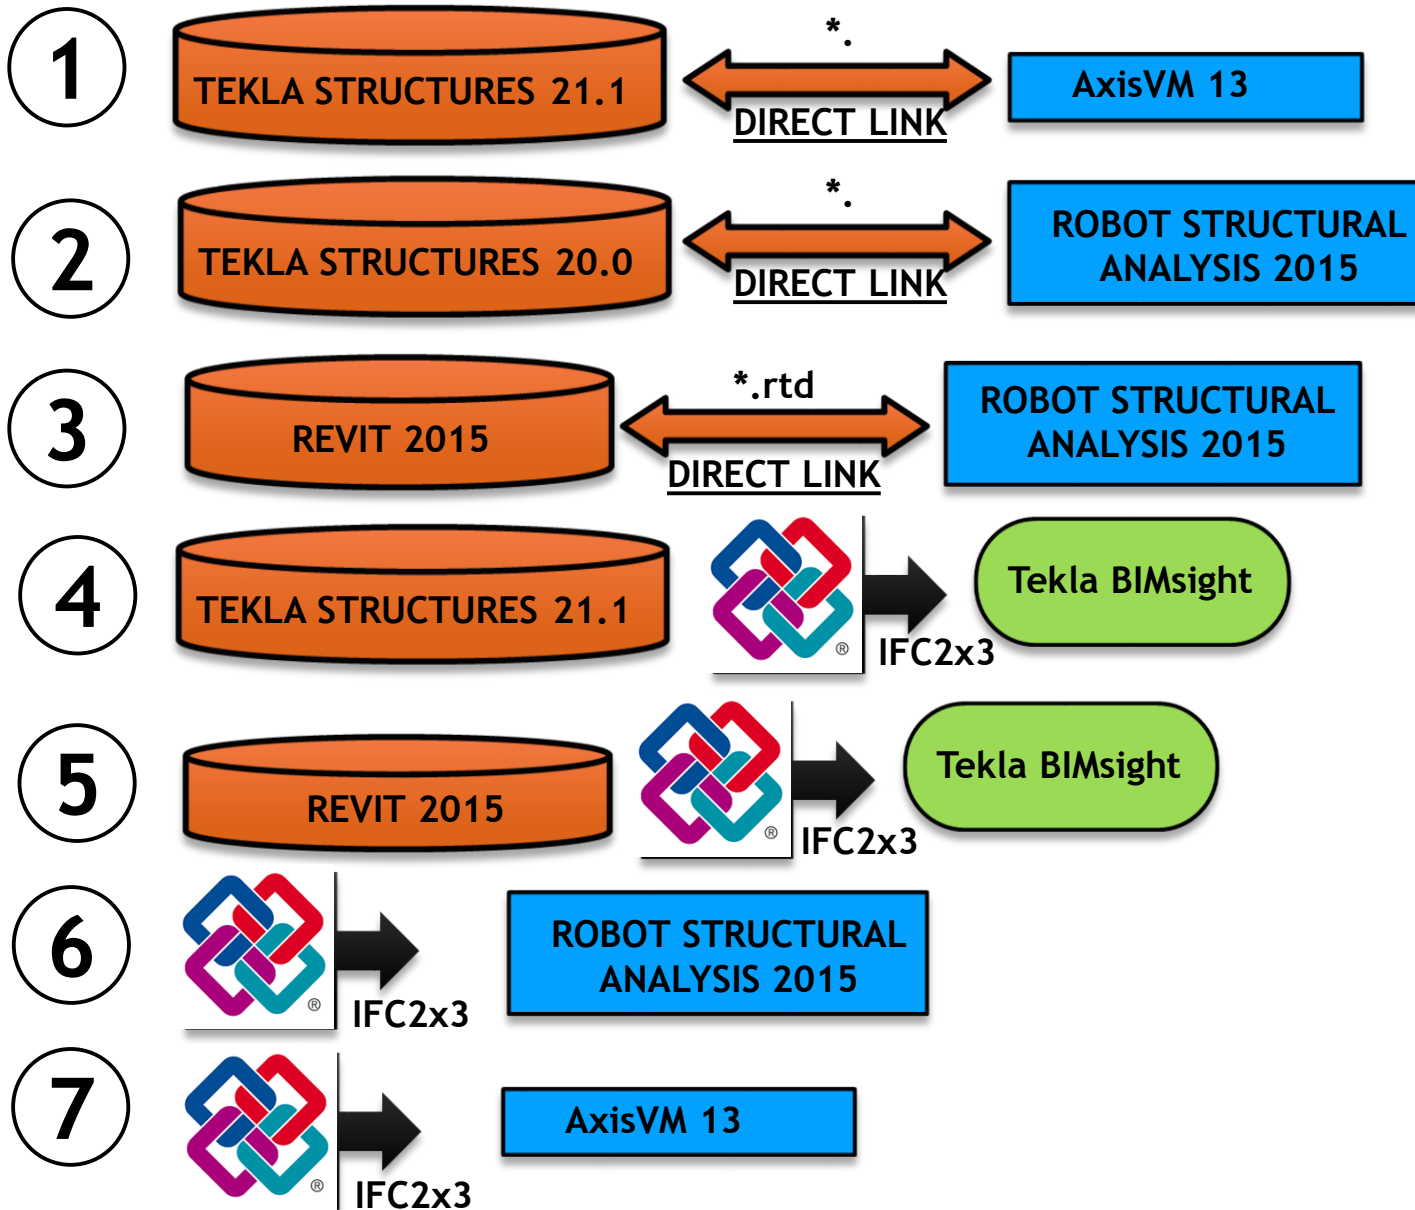 1
TEKLA STRUCTURES 21.1
*.
DIRECT LINK
AxisVM 13
2
TEKLA STRUCTURES 20.0
*.
DIRECT LINK
ROBOT STRUCTURAL
ANALYSIS 2015
3
REVIT 2015
*.rtd
DIRECT LINK
ROBOT STRUCTURAL
ANALYSIS 2015
4
TEKLA STRUCTURES 21.1
®
IFC2x3
Tekla BIMsight
5
REVIT 2015
®
IFC2x3
Tekla BIMsight
6
®
IFC2x3
ROBOT STRUCTURAL
ANALYSIS 2015
7
®
IFC2x3
AxisVM 13